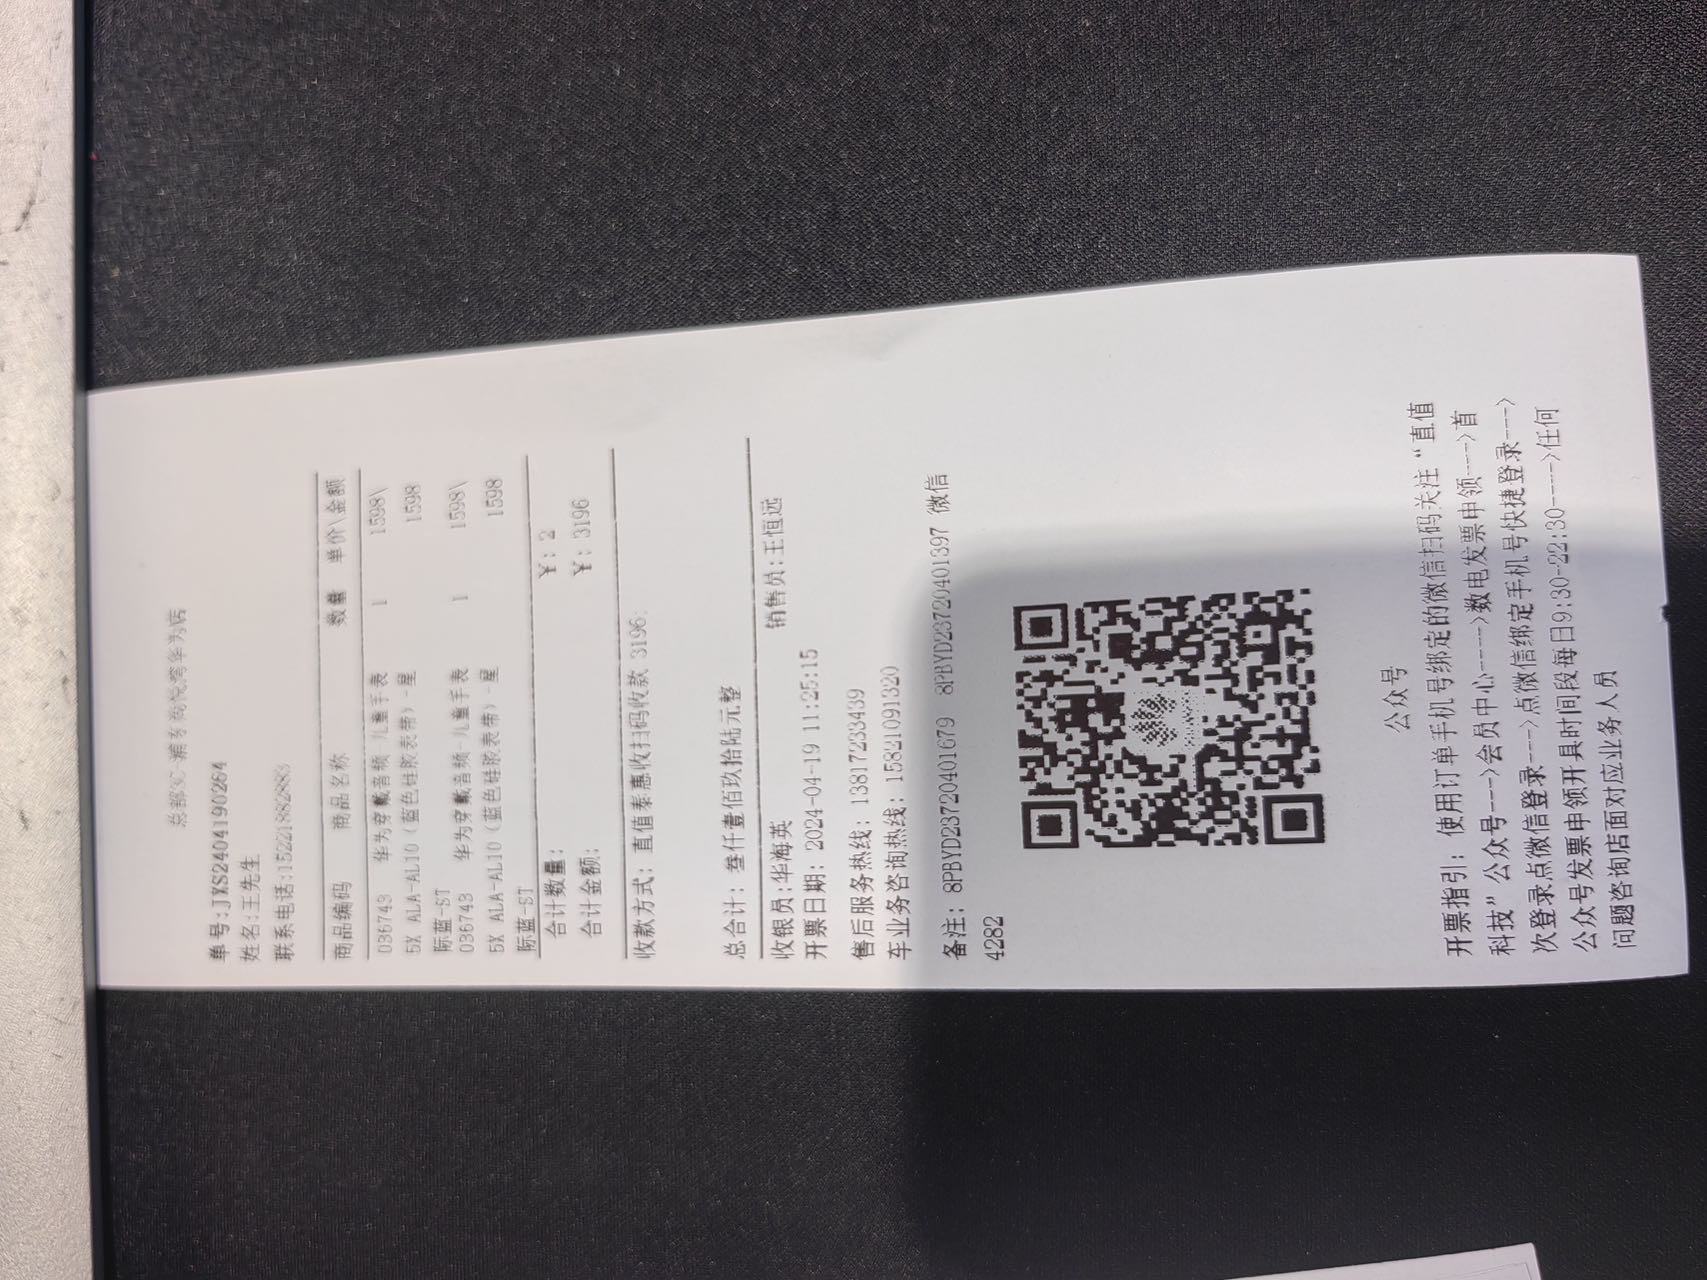 总部3C-浦东尚悦湾华为店
单号:JXS2404190264
姓名:王先生
联系电话:15221882883
商品编码 商品名称 数量 单价\金额
036743 华为穿戴音频-儿童手表 1 1598\
5X ALA-AL10（蓝色硅胶表带）-星 1598
际蓝-ST
036743 华为穿戴音频-儿童手表 1 1598\
5X ALA-AL10（蓝色硅胶表带）-星 1598
际蓝-ST
合计数量: ¥: 2
合计金额: ¥: 3196
收款方式: 直值泰惠收扫码收款 3196;
总合计: 叁仟壹佰玖拾陆元整
收银员:华海英 销售员:王恒远
开票日期: 2024-04-19 11:25:15
售后服务热线: 13817233439
车业务咨询热线: 15821091320
备注: 8PBYD23720401679 8PBYD23720401397 微信
4282
公众号
开票指引: 使用订单手机号绑定的微信扫码关注“直值
科技”公众号--->会员中心---->数电发票申领---->首
次登录点微信登录--->点微信绑定手机号快捷登录--->
公众号发票申领开具时间段每日9:30-22:30---->任何
问题咨询店面对应业务人员